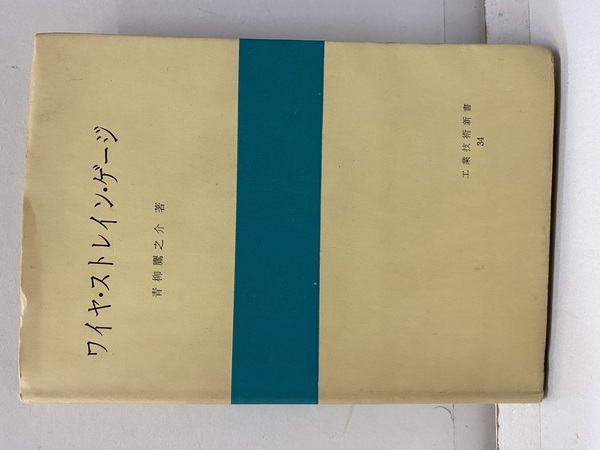 ワイヤ・ストレイン・ゲージ
青柳鷹之介 著
工業技術新書
34